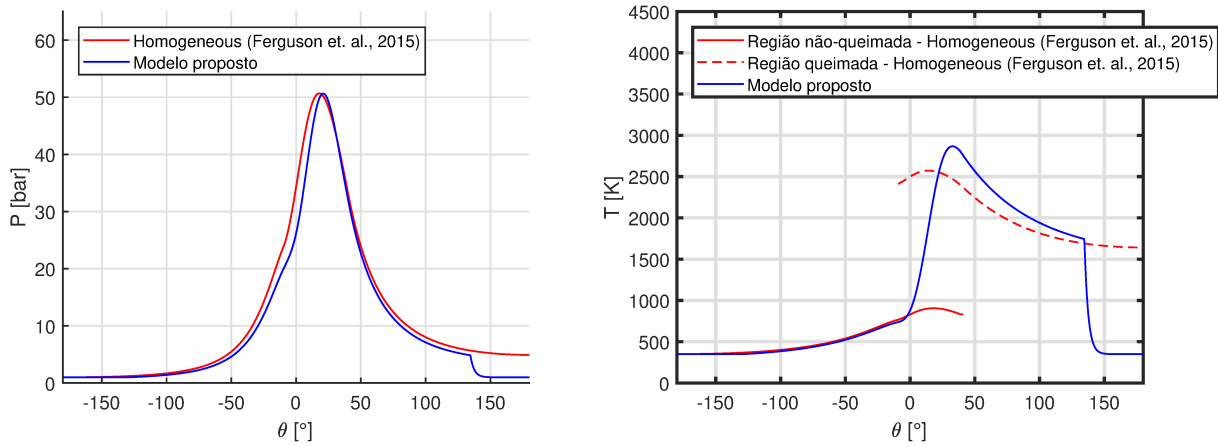 Homogeneous (Ferguson et. al., 2015)
Modelo proposto
60
50
40
30
20
10
0
P [bar]
-150 -100 -50 0 50 100 150
θ [°]
4500
Região não-queimada - Homogeneous (Ferguson et. al., 2015)
Região queimada - Homogeneous (Ferguson et. al., 2015)
Modelo proposto
4000
3500
3000
2500
2000
1500
1000
500
0
T [K]
-150 -100 -50 0 50 100 150
θ [°]